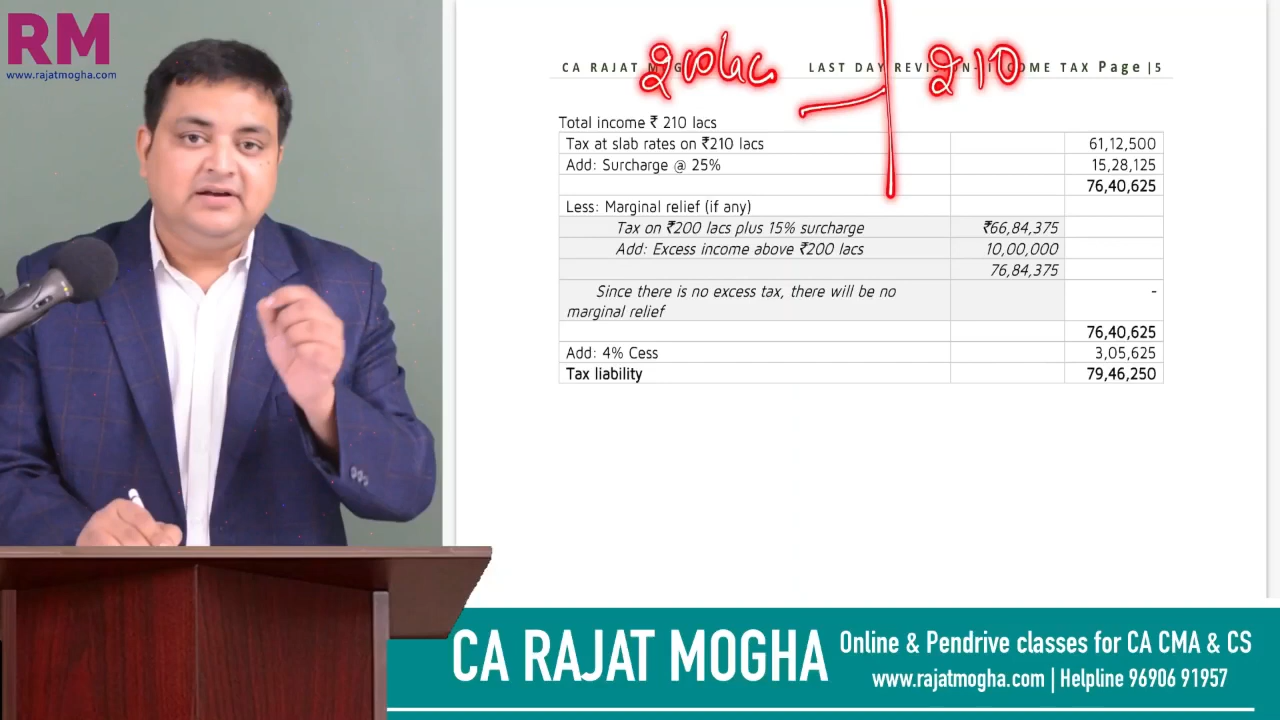 RM
www.rajatmogha.com
200 lac 210
CA RAJAT LAST DAY REVISION- INCOME TAX Page |5
Total income ₹ 210 lacs
Tax at slab rates on ₹210 lacs 61,12,500
Add: Surcharge @ 25% 15,28,125
76,40,625
Less: Marginal relief (if any)
Tax on ₹200 lacs plus 15% surcharge ₹66,84,375
Add: Excess income above ₹200 lacs 10,00,000
76,84,375
Since there is no excess tax, there will be no -
marginal relief
76,40,625
Add: 4% Cess 3,05,625
Tax liability 79,46,250
CA RAJAT MOGHA
Online & Pendrive classes for CA CMA & CS
www.rajatmogha.com | Helpline 96906 91957